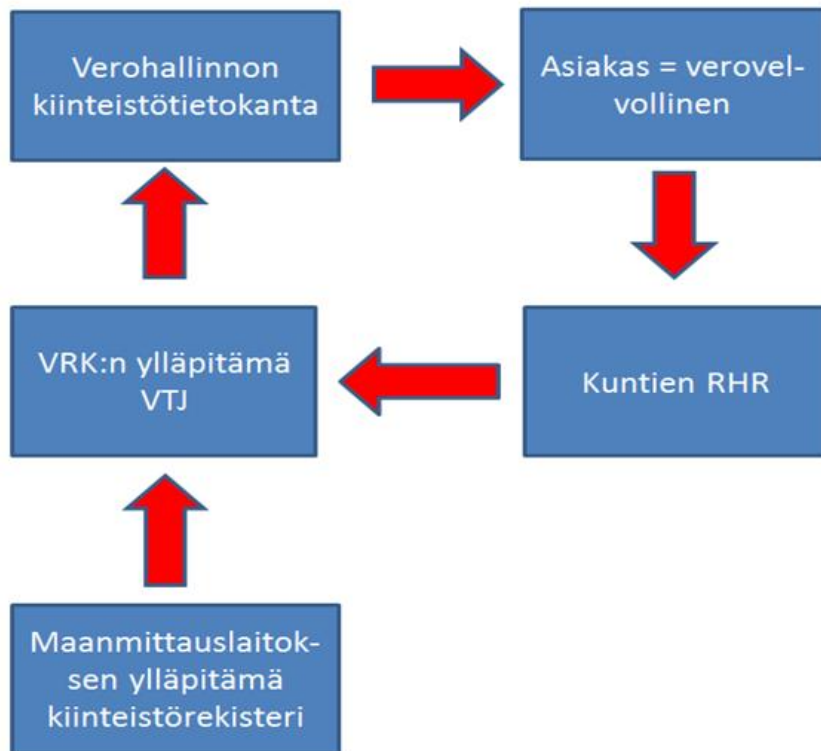 Verohallinnon
kiinteistötietokanta
Asiakas = verovel-
vollinen
VRK:n ylläpitämä
VTJ
Kuntien RHR
Maanmittauslaitok-
sen ylläpitämä
kiinteistörekisteri